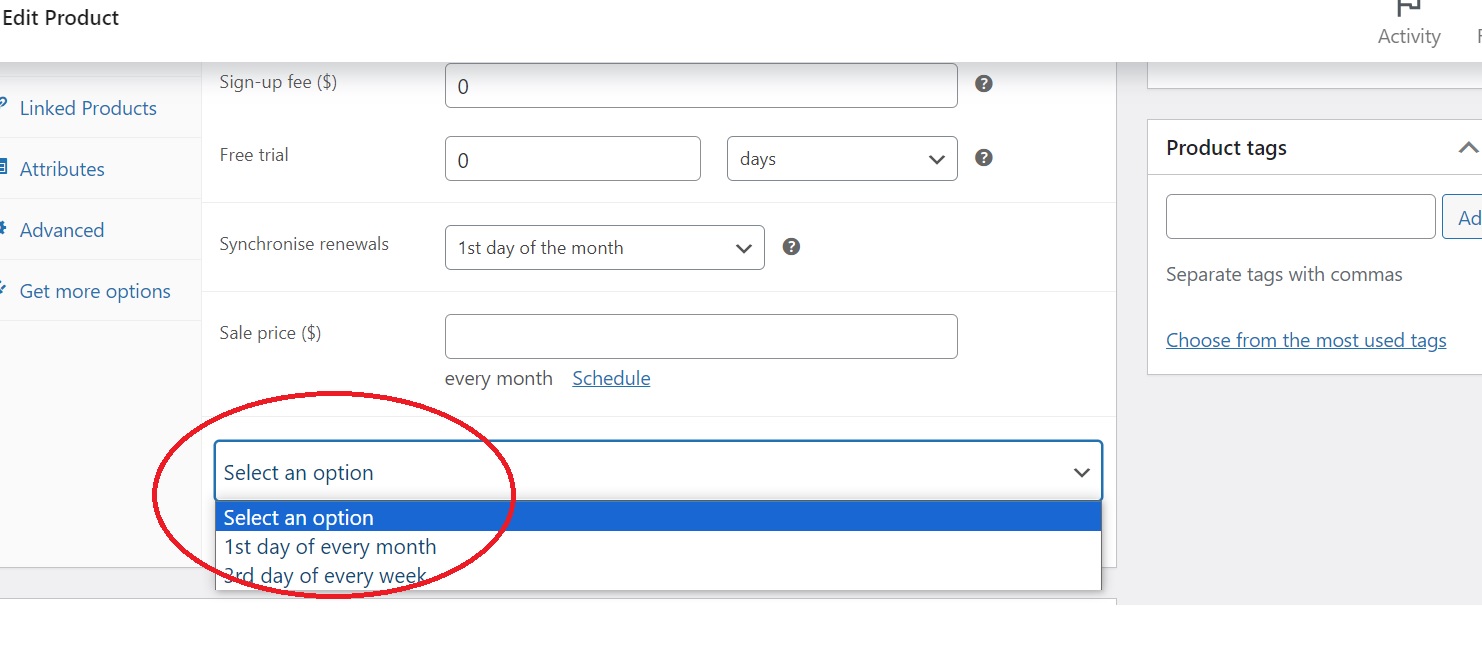 Edit Product
Activity
Linked Products
Attributes
Advanced
Get more options
Sign-up fee ($)
0
Free trial
0
days
Synchronise renewals
1st day of the month
Sale price ($)
every month Schedule
Select an option
Select an option
1st day of every month
3rd day of every week
Product tags
Separate tags with commas
Choose from the most used tags